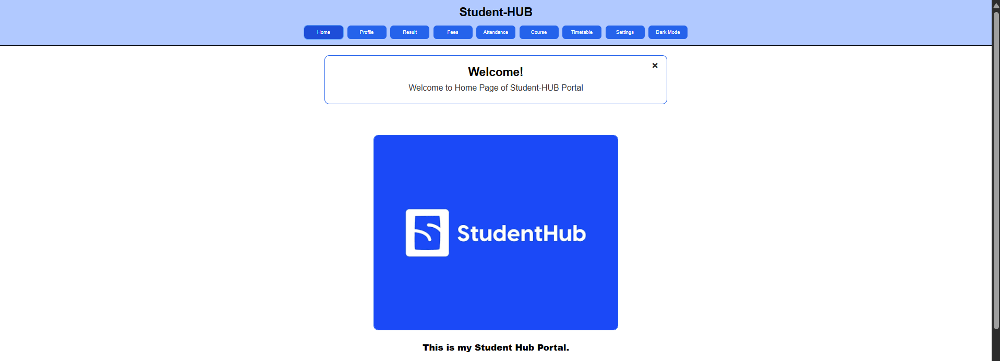 Student-HUB
Home Profile Result Fees Attendance Course Timetable Settings Dark Mode
Welcome!
Welcome to Home Page of Student-HUB Portal
StudentHub
This is my Student Hub Portal.